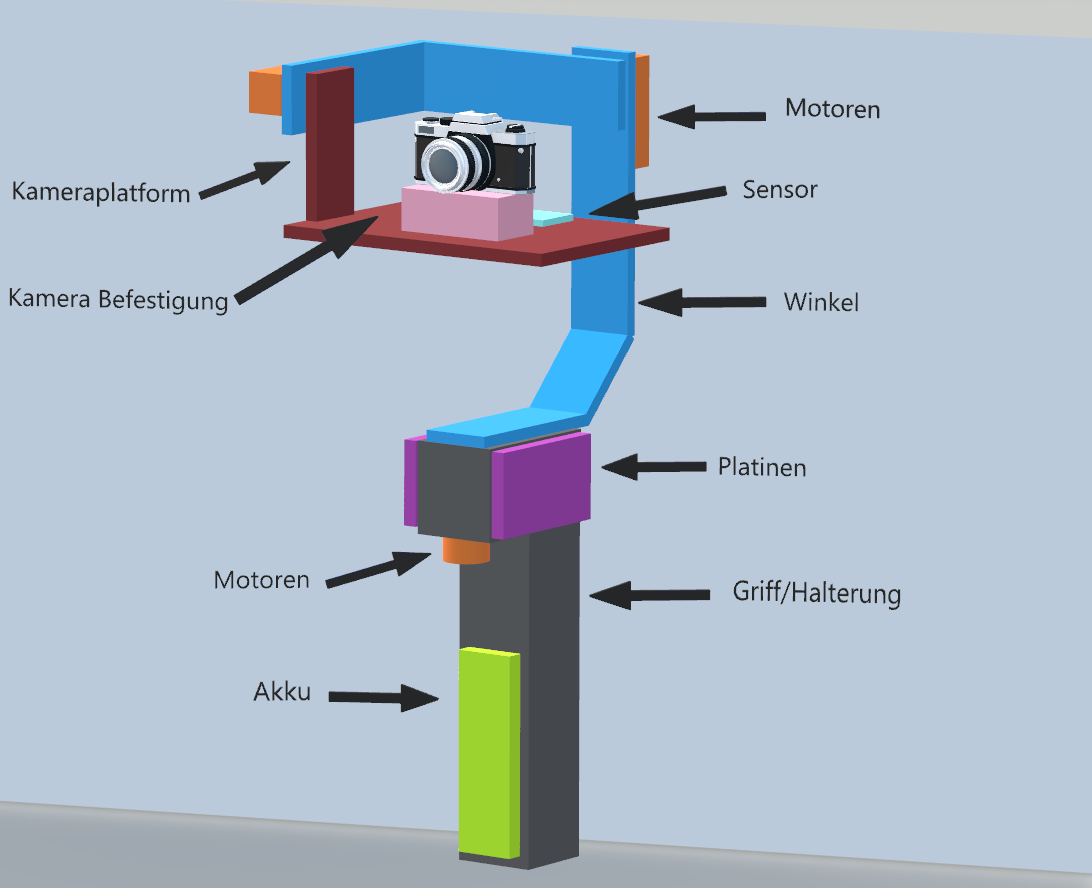 Motoren
Sensor
Kameraplatform
Kamera Befestigung
Winkel
Platinen
Motoren
Griff/Halterung
Akku